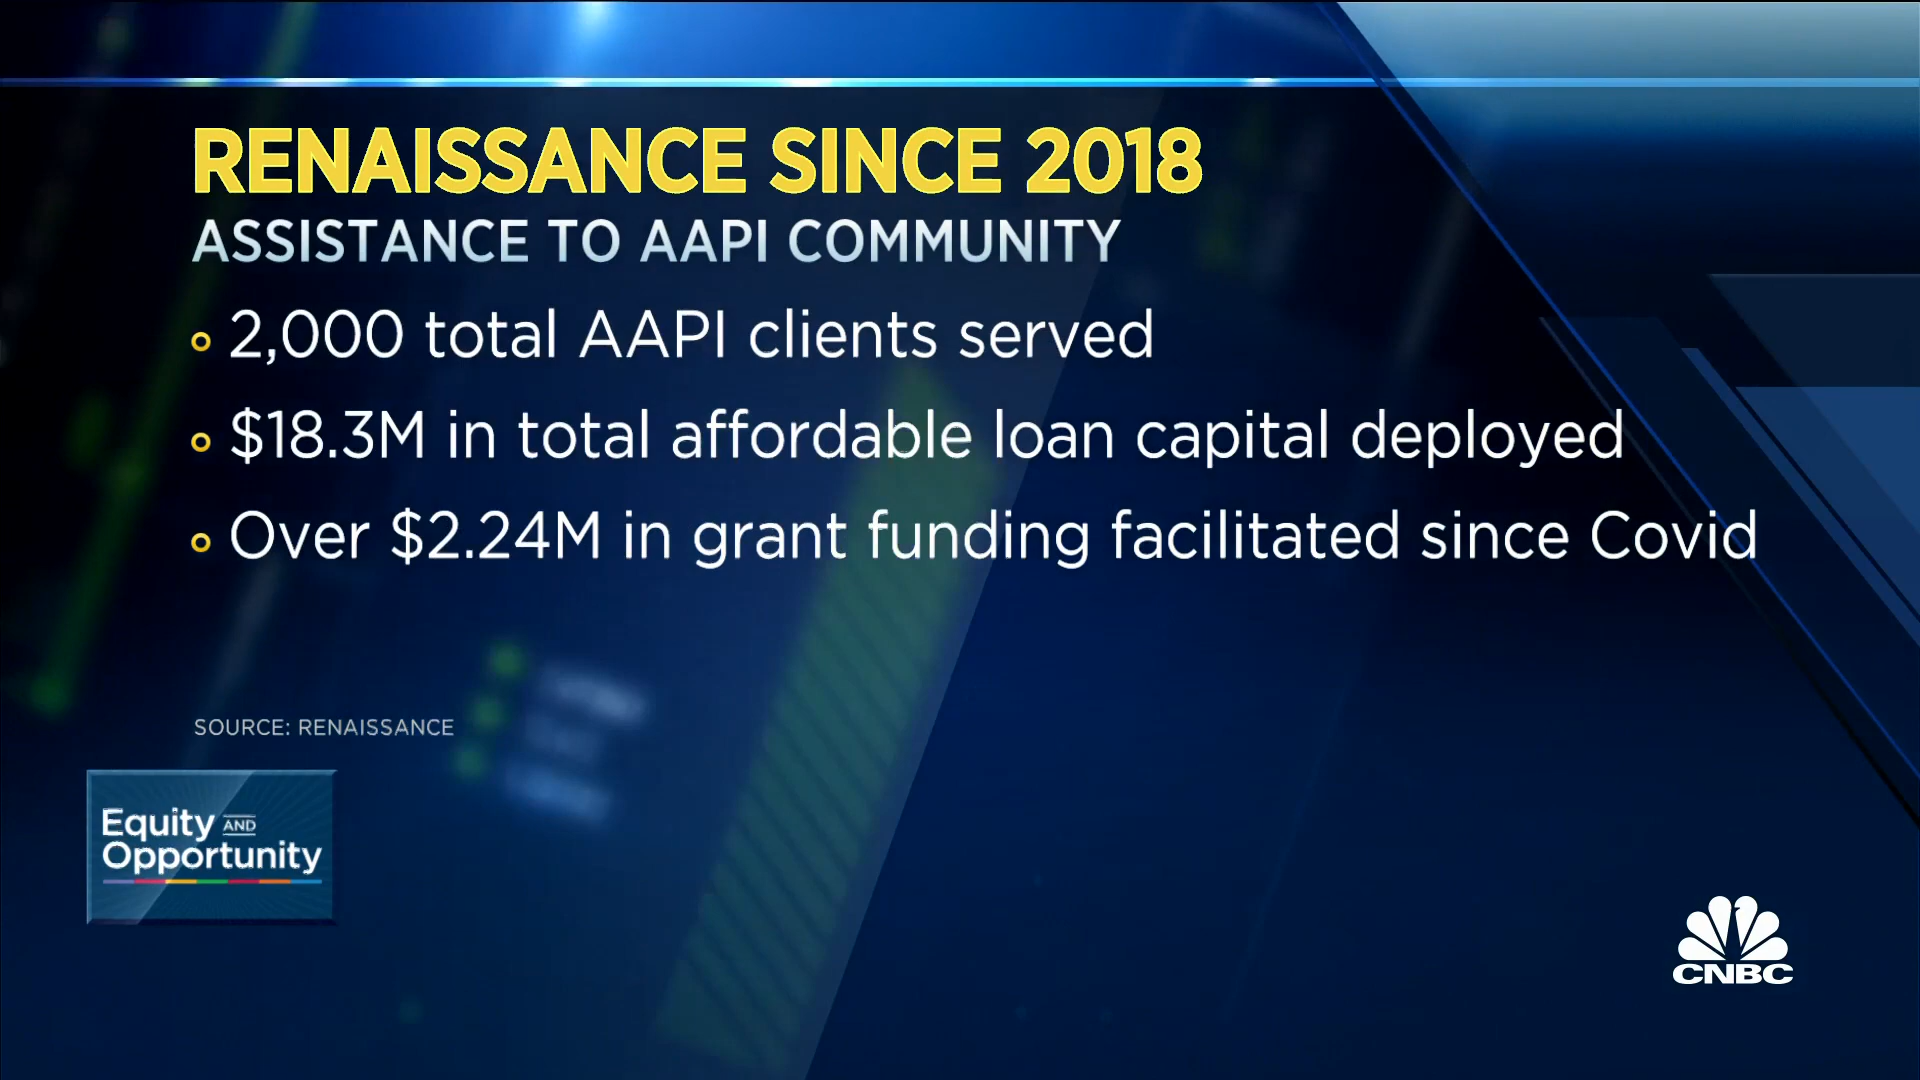 RENAISSANCE SINCE 2018
ASSISTANCE TO AAPI COMMUNITY
2,000 total AAPI clients served
$18.3M in total affordable loan capital deployed
Over $2.24M in grant funding facilitated since Covid
SOURCE: RENAISSANCE
Equity AND
Opportunity
CNBC